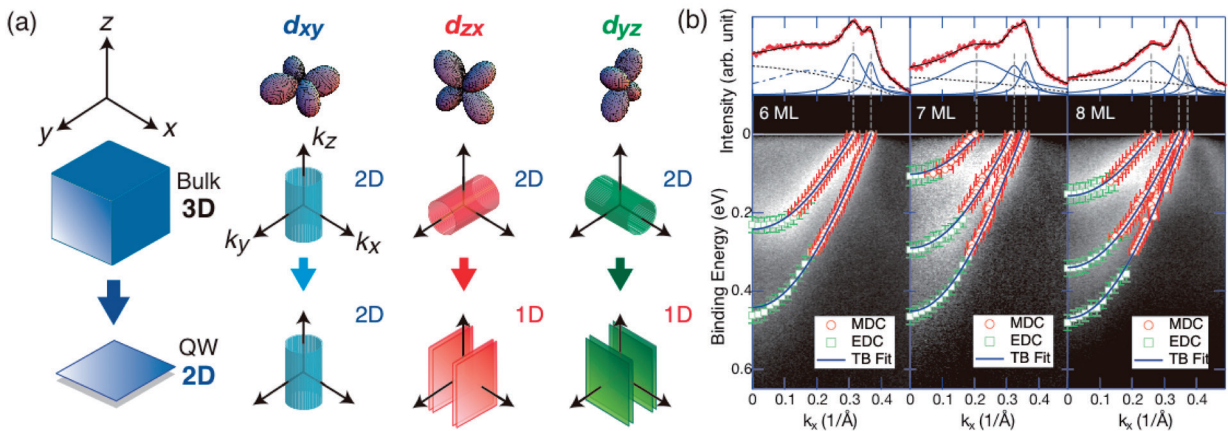 (a)
z
y
x
Bulk
3D
QW
2D
dxy
dzx
dyz
kz
ky
kx
2D
2D
2D
2D
1D
1D
(b)
Intensity (arb. unit)
Binding Energy (eV)
6 ML
7 ML
8 ML
0
0.2
0.4
0.6
MDC
EDC
TB Fit
MDC
EDC
TB Fit
MDC
EDC
TB Fit
0 0.1 0.2 0.3 0.4
0 0.1 0.2 0.3 0.4
0 0.1 0.2 0.3 0.4
kx (1/Å)
kx (1/Å)
kx (1/Å)